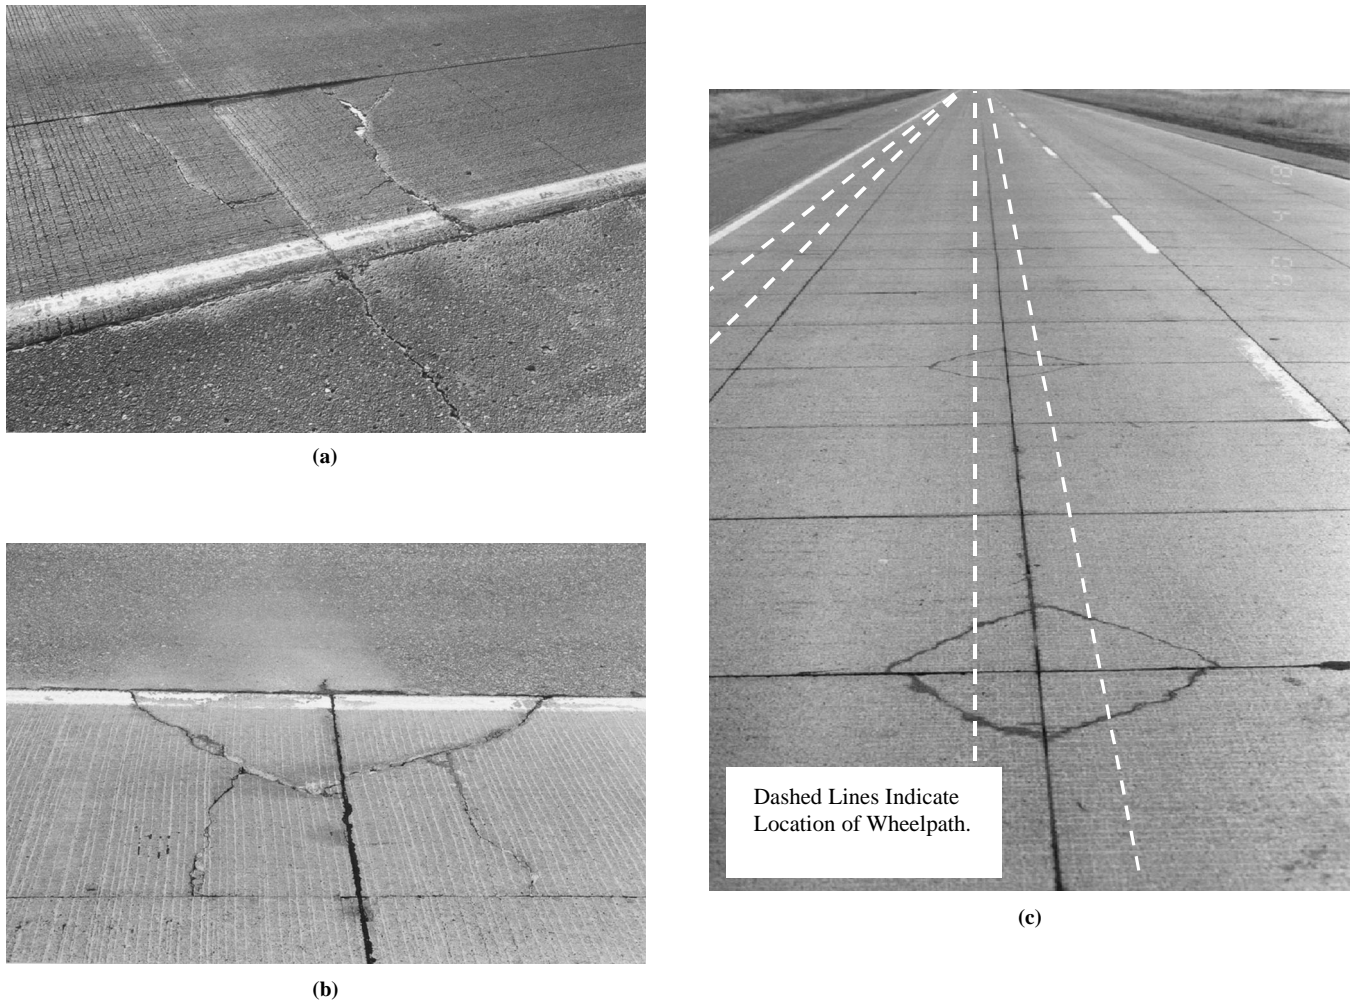 (a)
(b)
Dashed Lines Indicate
Location of Wheelpath.
(c)